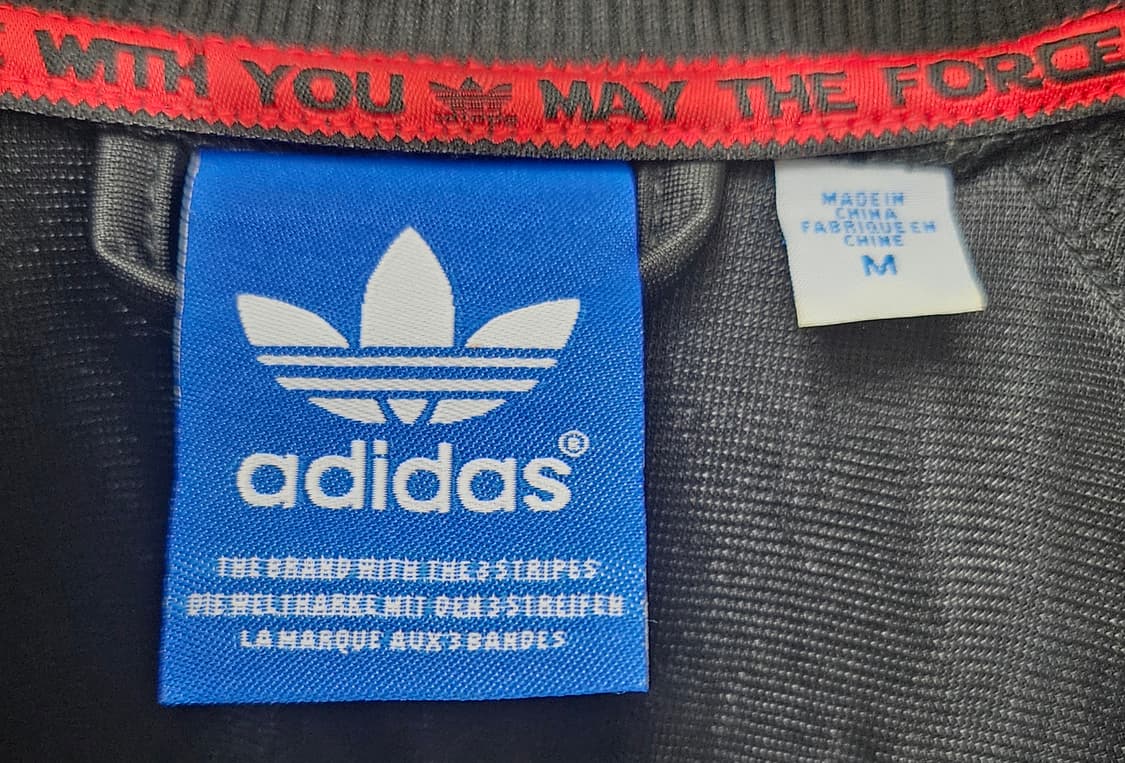 WITH YOU adidas MAY THE FORCE
adidas®
THE BRAND WITH THE 3 STRIPES
DIE WELTMARKE MIT DEN 3 STREIFEN
LA MARQUE AUX 3 BANDES
MADE IN
CHINA
FABRIQUE EN
CHINE
M